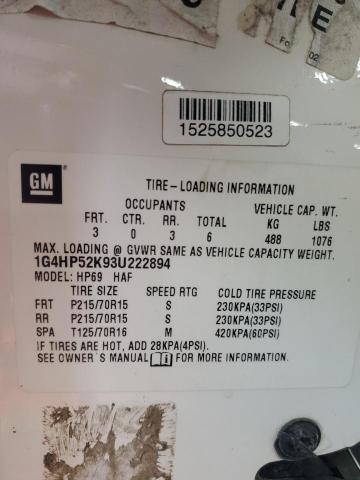 E
Fo
02
1525850523
GM
TIRE-LOADING INFORMATION
OCCUPANTS VEHICLE CAP. WT.
FRT. CTR. RR. TOTAL KG LBS
3 0 3 6 488 1076
MAX. LOADING @ GVWR SAME AS VEHICLE CAPACITY WEIGHT.
1G4HP52K93U222894
MODEL: HP69 HAF
TIRE SIZE SPEED RTG COLD TIRE PRESSURE
FRT P215/70R15 S 230KPA(33PSI)
RR P215/70R15 S 230KPA(33PSI)
SPA T125/70R16 M 420KPA(60PSI)
IF TIRES ARE HOT, ADD 28KPA(4PSI).
SEE OWNER'S MANUAL FOR MORE INFORMATION.